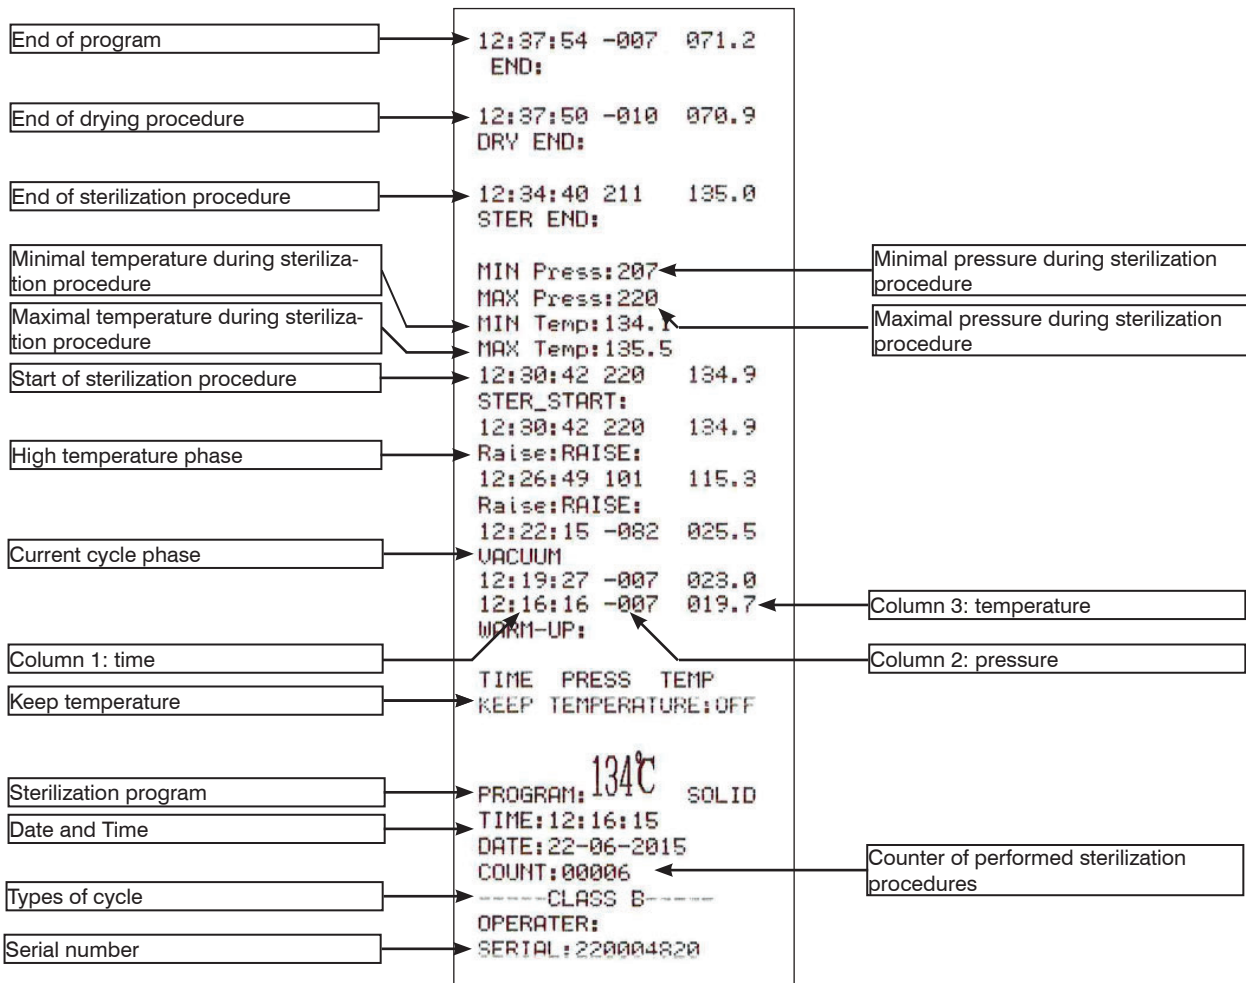 End of program
12:37:54 -007 071.2
END:
End of drying procedure
12:37:50 -010 070.9
DRY END:
End of sterilization procedure
12:34:40 211 135.0
STER END:
Minimal temperature during steriliza-
tion procedure
MIN Press:207
Minimal pressure during sterilization
procedure
MAX Press:220
Maximal temperature during steriliza-
tion procedure
MIN Temp:134.1
Maximal pressure during sterilization
procedure
MAX Temp:135.5
Start of sterilization procedure
12:30:42 220 134.9
STER_START:
12:30:42 220 134.9
High temperature phase
Raise:RAISE:
12:26:49 101 115.3
Raise:RAISE:
12:22:15 -082 025.5
Current cycle phase
VACUUM
12:19:27 -007 023.0
12:16:16 -007 019.7
Column 3: temperature
WARM-UP:
Column 1: time
Column 2: pressure
TIME PRESS TEMP
Keep temperature
KEEP TEMPERATURE:OFF
Sterilization program
PROGRAM: 134℃ SOLID
Date and Time
TIME:12:16:15
DATE:22-06-2015
COUNT:00006
Counter of performed sterilization
procedures
Types of cycle
-----CLASS B-----
OPERATER:
Serial number
SERIAL:220004820